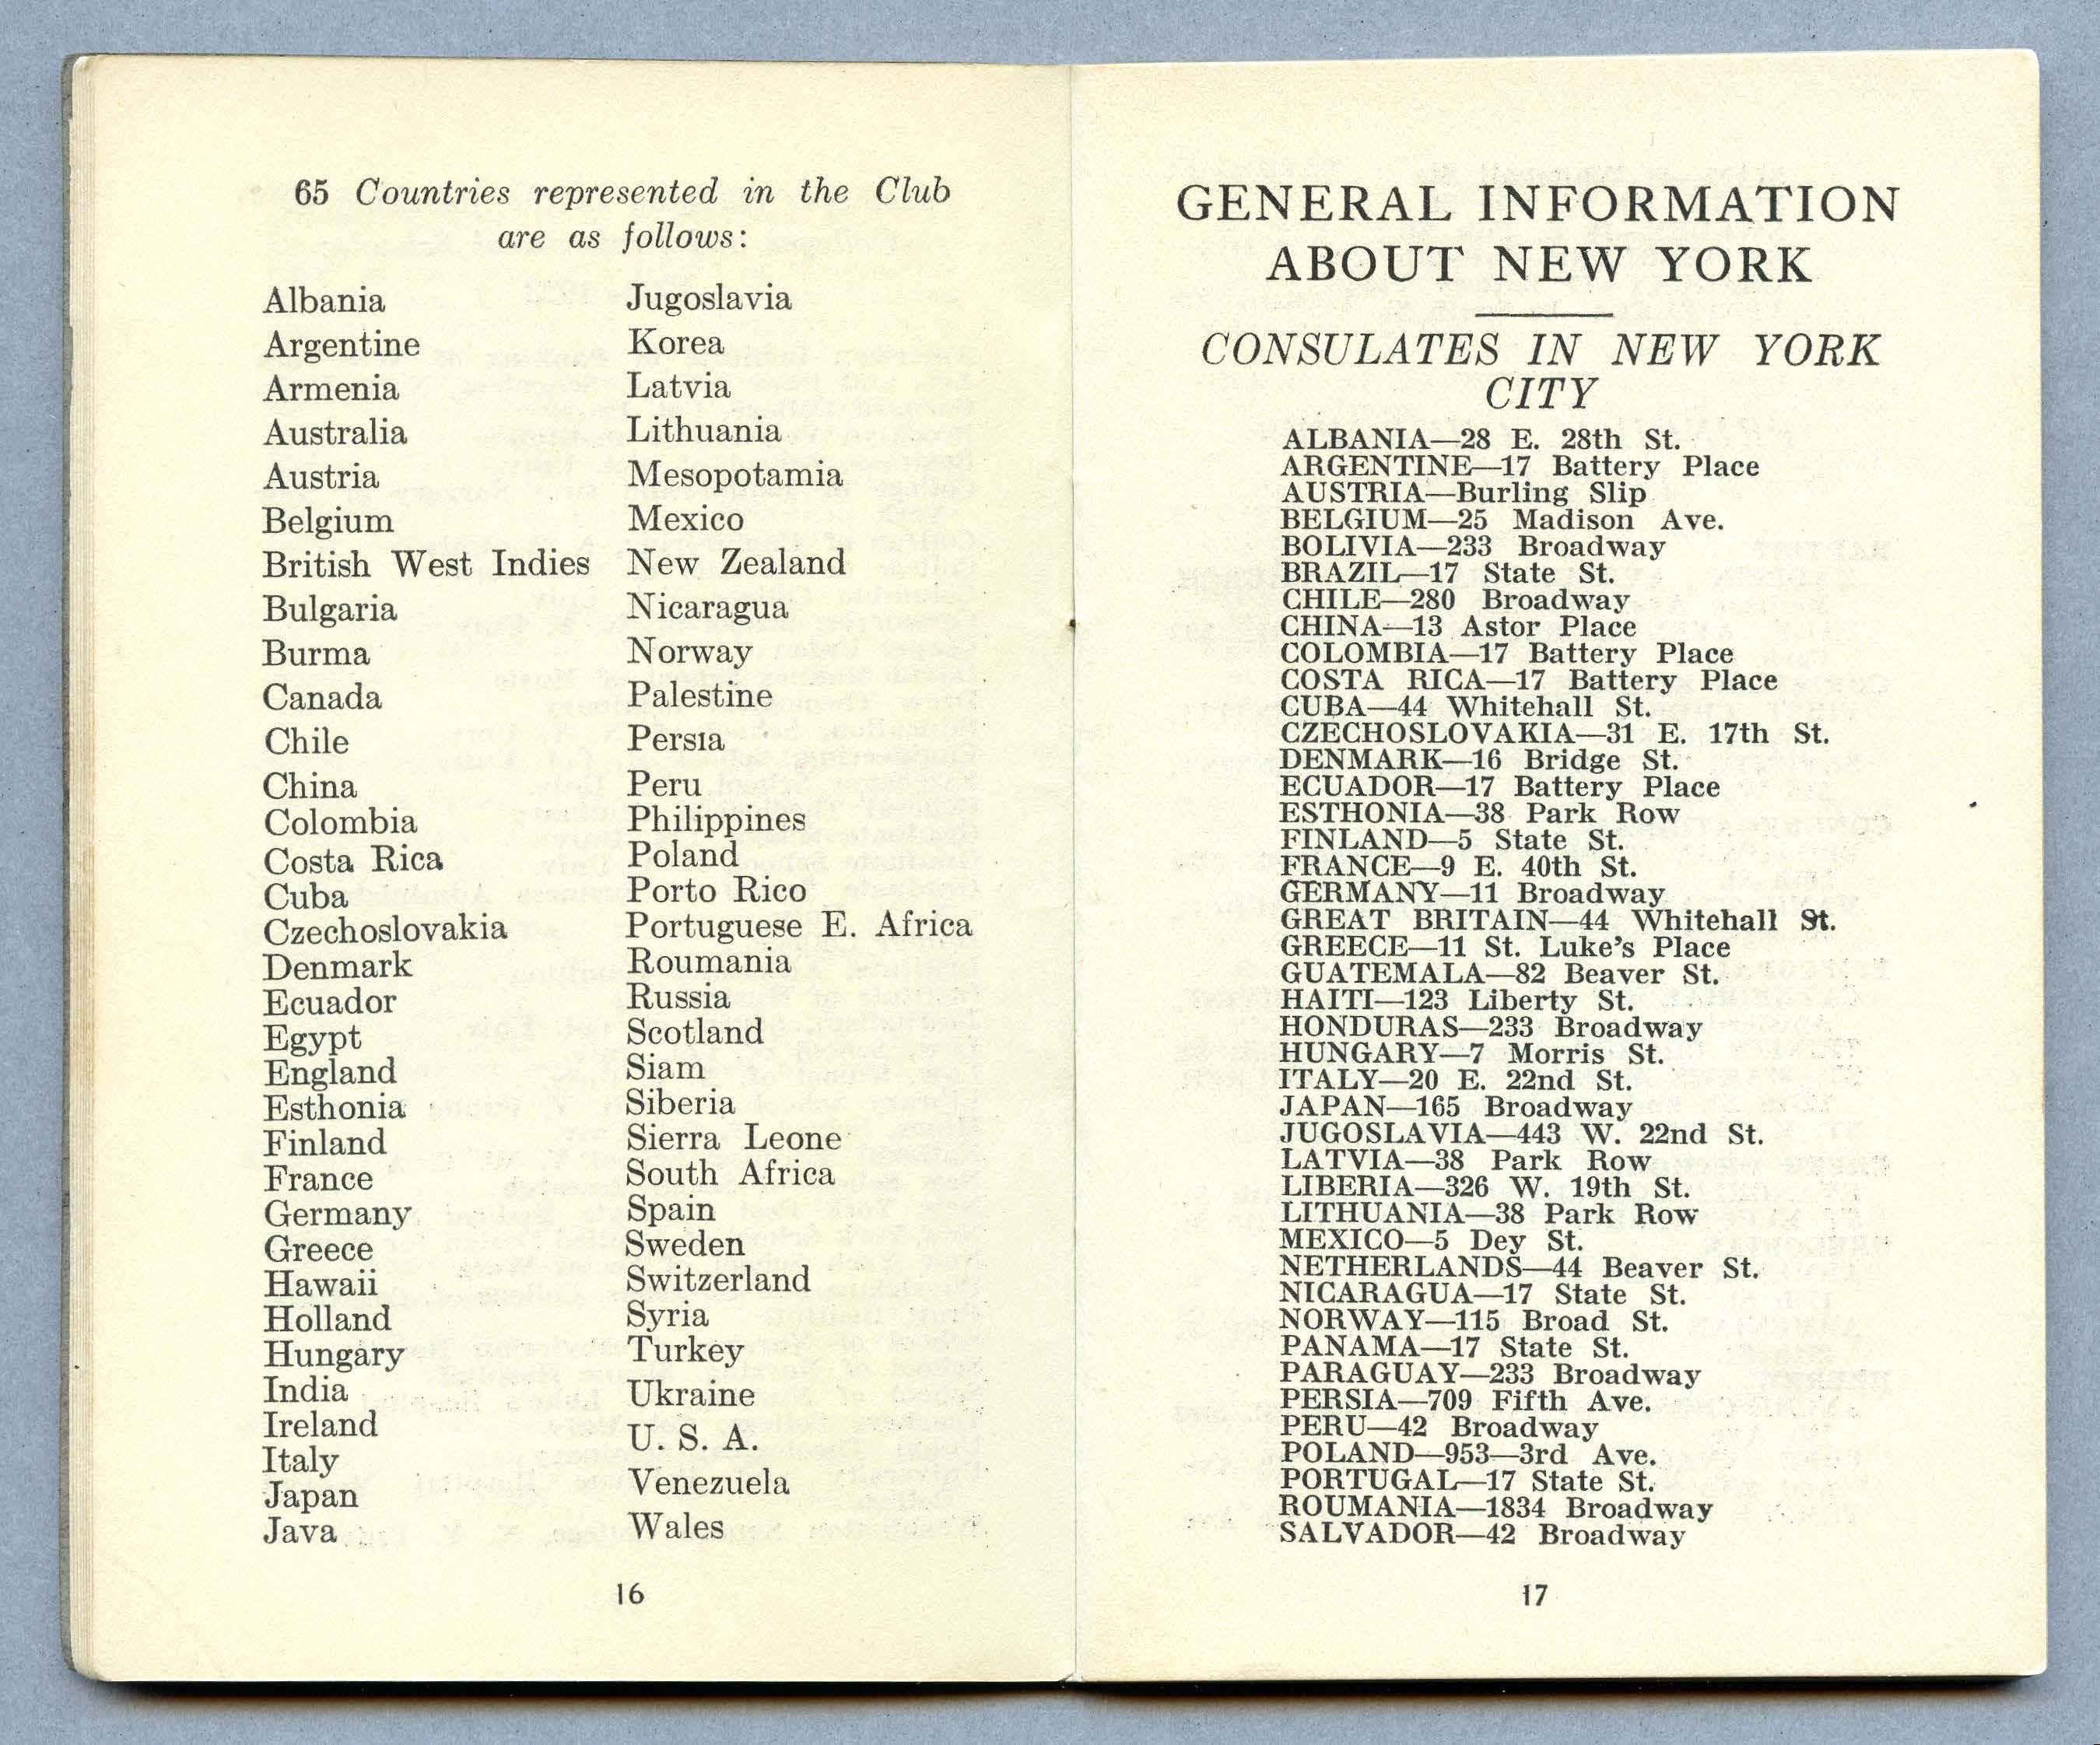 65 Countries represented in the Club
are as follows:
Albania
Argentine
Armenia
Australia
Austria
Belgium
British West Indies
Bulgaria
Burma
Canada
Chile
China
Colombia
Costa Rica
Cuba
Czechoslovakia
Denmark
Ecuador
Egypt
England
Esthonia
Finland
France
Germany
Greece
Hawaii
Holland
Hungary
India
Ireland
Italy
Japan
Java
Jugoslavia
Korea
Latvia
Lithuania
Mesopotamia
Mexico
New Zealand
Nicaragua
Norway
Palestine
Persia
Peru
Philippines
Poland
Porto Rico
Portuguese E. Africa
Roumania
Russia
Scotland
Siam
Siberia
Sierra Leone
South Africa
Spain
Sweden
Switzerland
Syria
Turkey
Ukraine
U. S. A.
Venezuela
Wales
16
GENERAL INFORMATION
ABOUT NEW YORK
CONSULATES IN NEW YORK
CITY
ALBANIA—28 E. 28th St.
ARGENTINE—17 Battery Place
AUSTRIA—Burling Slip
BELGIUM—25 Madison Ave.
BOLIVIA—233 Broadway
BRAZIL—17 State St.
CHILE—280 Broadway
CHINA—13 Astor Place
COLOMBIA—17 Battery Place
COSTA RICA—17 Battery Place
CUBA—44 Whitehall St.
CZECHOSLOVAKIA—31 E. 17th St.
DENMARK—16 Bridge St.
ECUADOR—17 Battery Place
ESTHONIA—38 Park Row
FINLAND—5 State St.
FRANCE—9 E. 40th St.
GERMANY—11 Broadway
GREAT BRITAIN—44 Whitehall St.
GREECE—11 St. Luke's Place
GUATEMALA—82 Beaver St.
HAITI—123 Liberty St.
HONDURAS—233 Broadway
HUNGARY—7 Morris St.
ITALY—20 E. 22nd St.
JAPAN—165 Broadway
JUGOSLAVIA—443 W. 22nd St.
LATVIA—38 Park Row
LIBERIA—326 W. 19th St.
LITHUANIA—38 Park Row
MEXICO—5 Dey St.
NETHERLANDS—44 Beaver St.
NICARAGUA—17 State St.
NORWAY—115 Broad St.
PANAMA—17 State St.
PARAGUAY—233 Broadway
PERSIA—709 Fifth Ave.
PERU—42 Broadway
POLAND—953—3rd Ave.
PORTUGAL—17 State St.
ROUMANIA—1834 Broadway
SALVADOR—42 Broadway
17